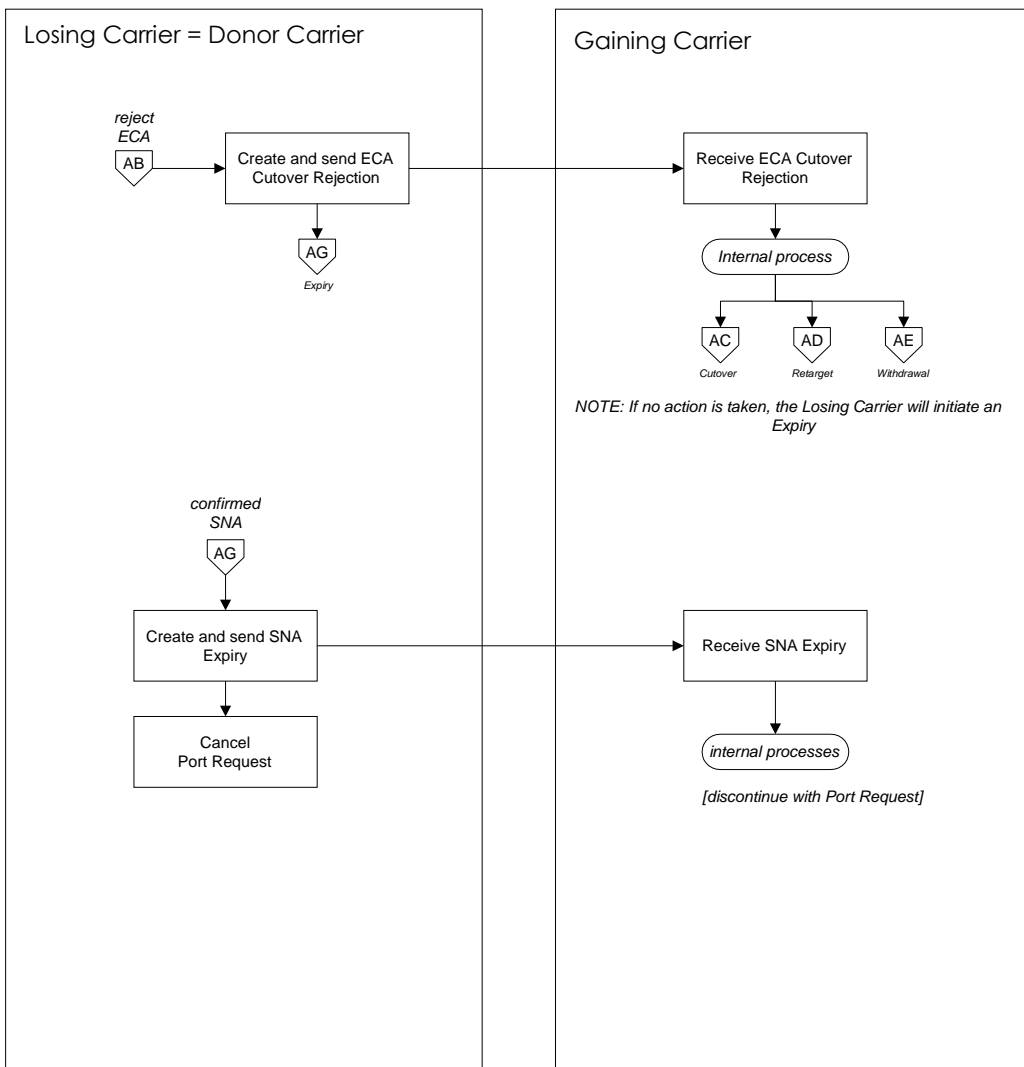 Losing Carrier = Donor Carrier
Gaining Carrier
reject
ECA
AB
Create and send ECA
Cutover Rejection
Receive ECA Cutover
Rejection
AG
Expiry
Internal process
AC
AD
AE
Cutover
Retarget
Withdrawal
NOTE: If no action is taken, the Losing Carrier will initiate an
Expiry
confirmed
SNA
AG
Create and send SNA
Expiry
Receive SNA Expiry
Cancel
Port Request
internal processes
[discontinue with Port Request]